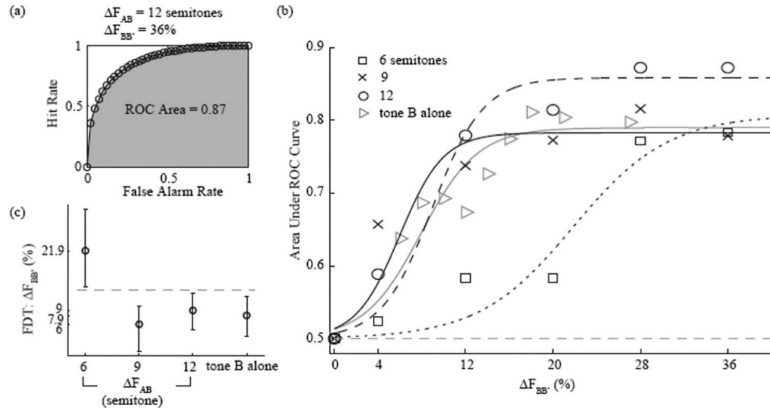 (a)
ΔF_AB = 12 semitones
ΔF_BB' = 36%
Hit Rate
1
0.5
0
ROC Area = 0.87
0 0.5 1
False Alarm Rate
(b)
Area Under ROC Curve
0.9
0.8
0.7
0.6
0.5
6 semitones
9
12
tone B alone
0 4 12 20 28 36
ΔF_BB' (%)
(c)
FDT: ΔF_BB' (%)
21.9
9
7.9
6
6 9 12 tone B alone
ΔF_AB
(semitone)